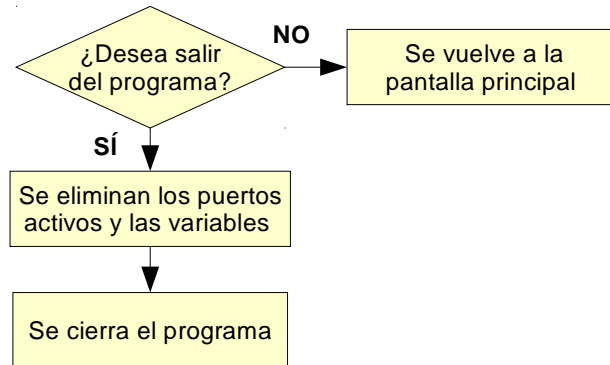 ¿Desea salir
del programa?
NO
Se vuelve a la
pantalla principal
SÍ
Se eliminan los puertos
activos y las variables
Se cierra el programa